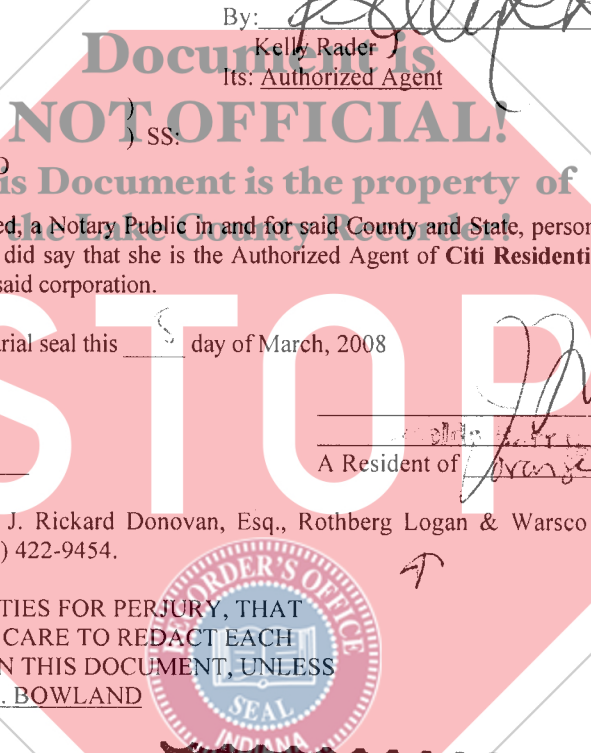 By:
Kelly Rader )
Its: Authorized Agent
Document is
)
NOT OFFICIAL!
) SS:
is Document is the property of
the Lake County Recorder!
ed, a Notary Public in and for said County and State, person
did say that she is the Authorized Agent of Citi Residenti
said corporation.
STOP
rial seal this day of March, 2008
A Resident of Orange
J. Rickard Donovan, Esq., Rothberg Logan & Warsco
) 422-9454.
TIES FOR PERJURY, THAT
CARE TO REDACT EACH
N THIS DOCUMENT, UNLESS
. BOWLAND
RECORDER'S OFFICE
SEAL
INDIANA